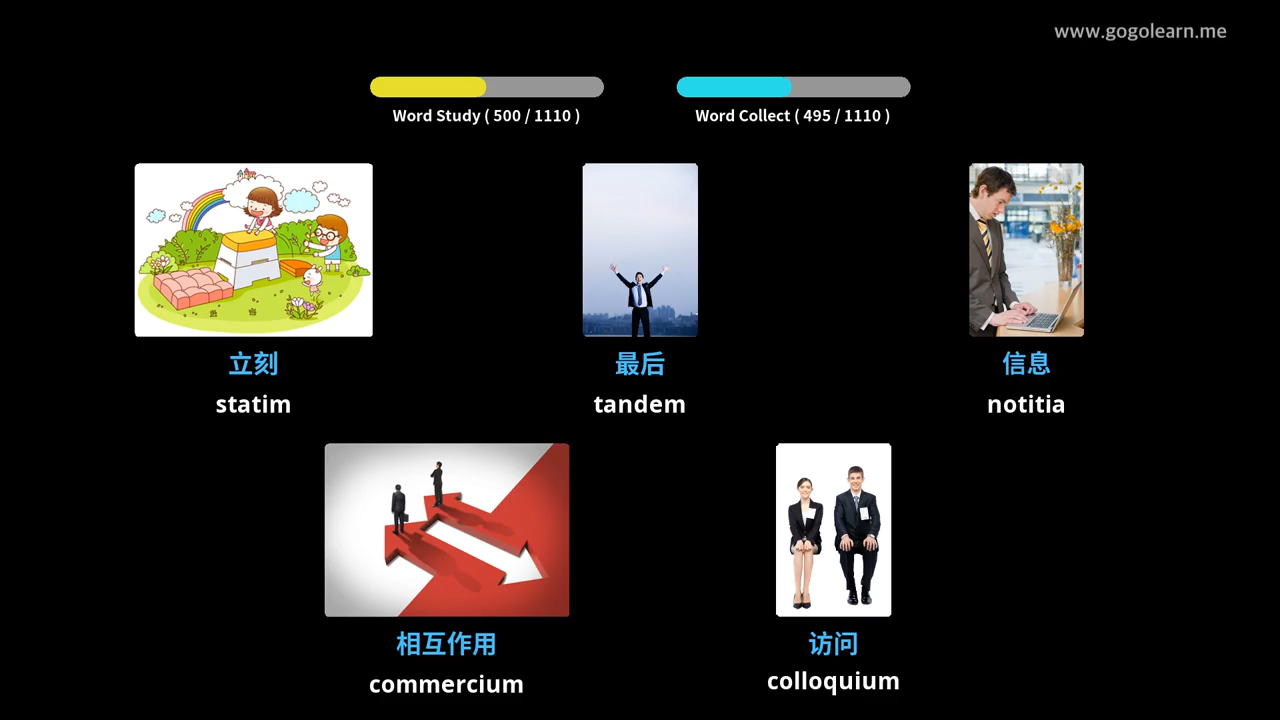 www.gogolearn.me
Word Study ( 500 / 1110 )
Word Collect ( 495 / 1110 )
立刻
statim
最后
tandem
信息
notitia
相互作用
commercium
访问
colloquium